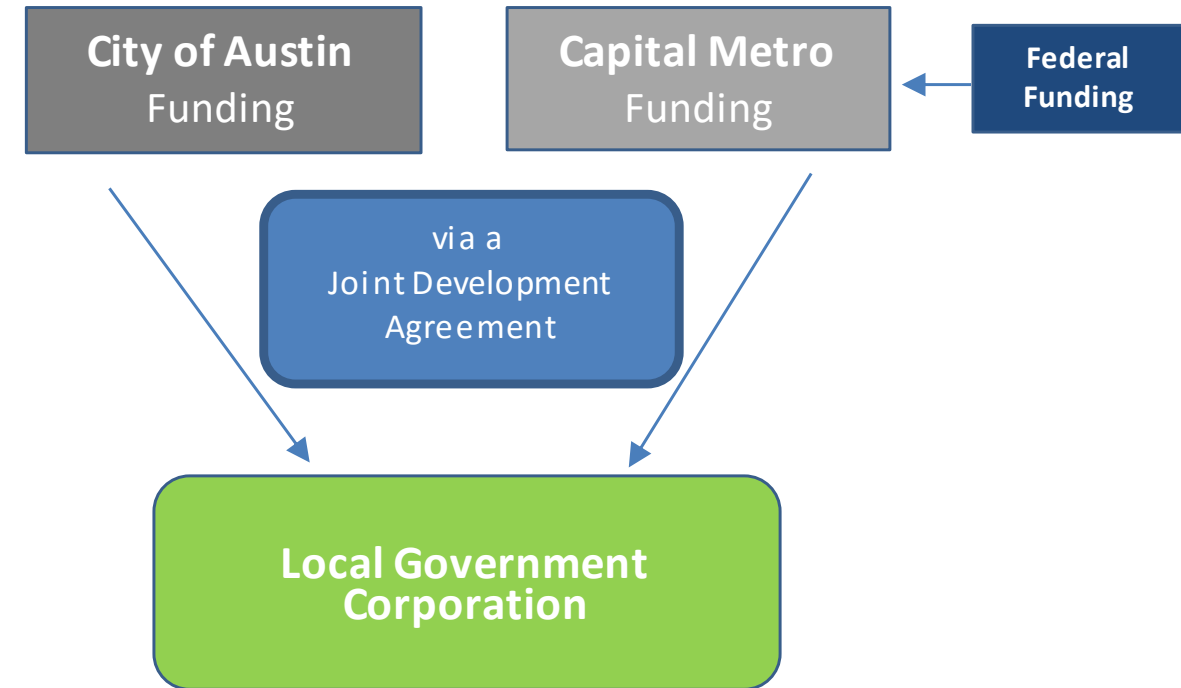 City of Austin
Funding
Capital Metro
Funding
Federal
Funding
via a
Joint Development
Agreement
Local Government
Corporation